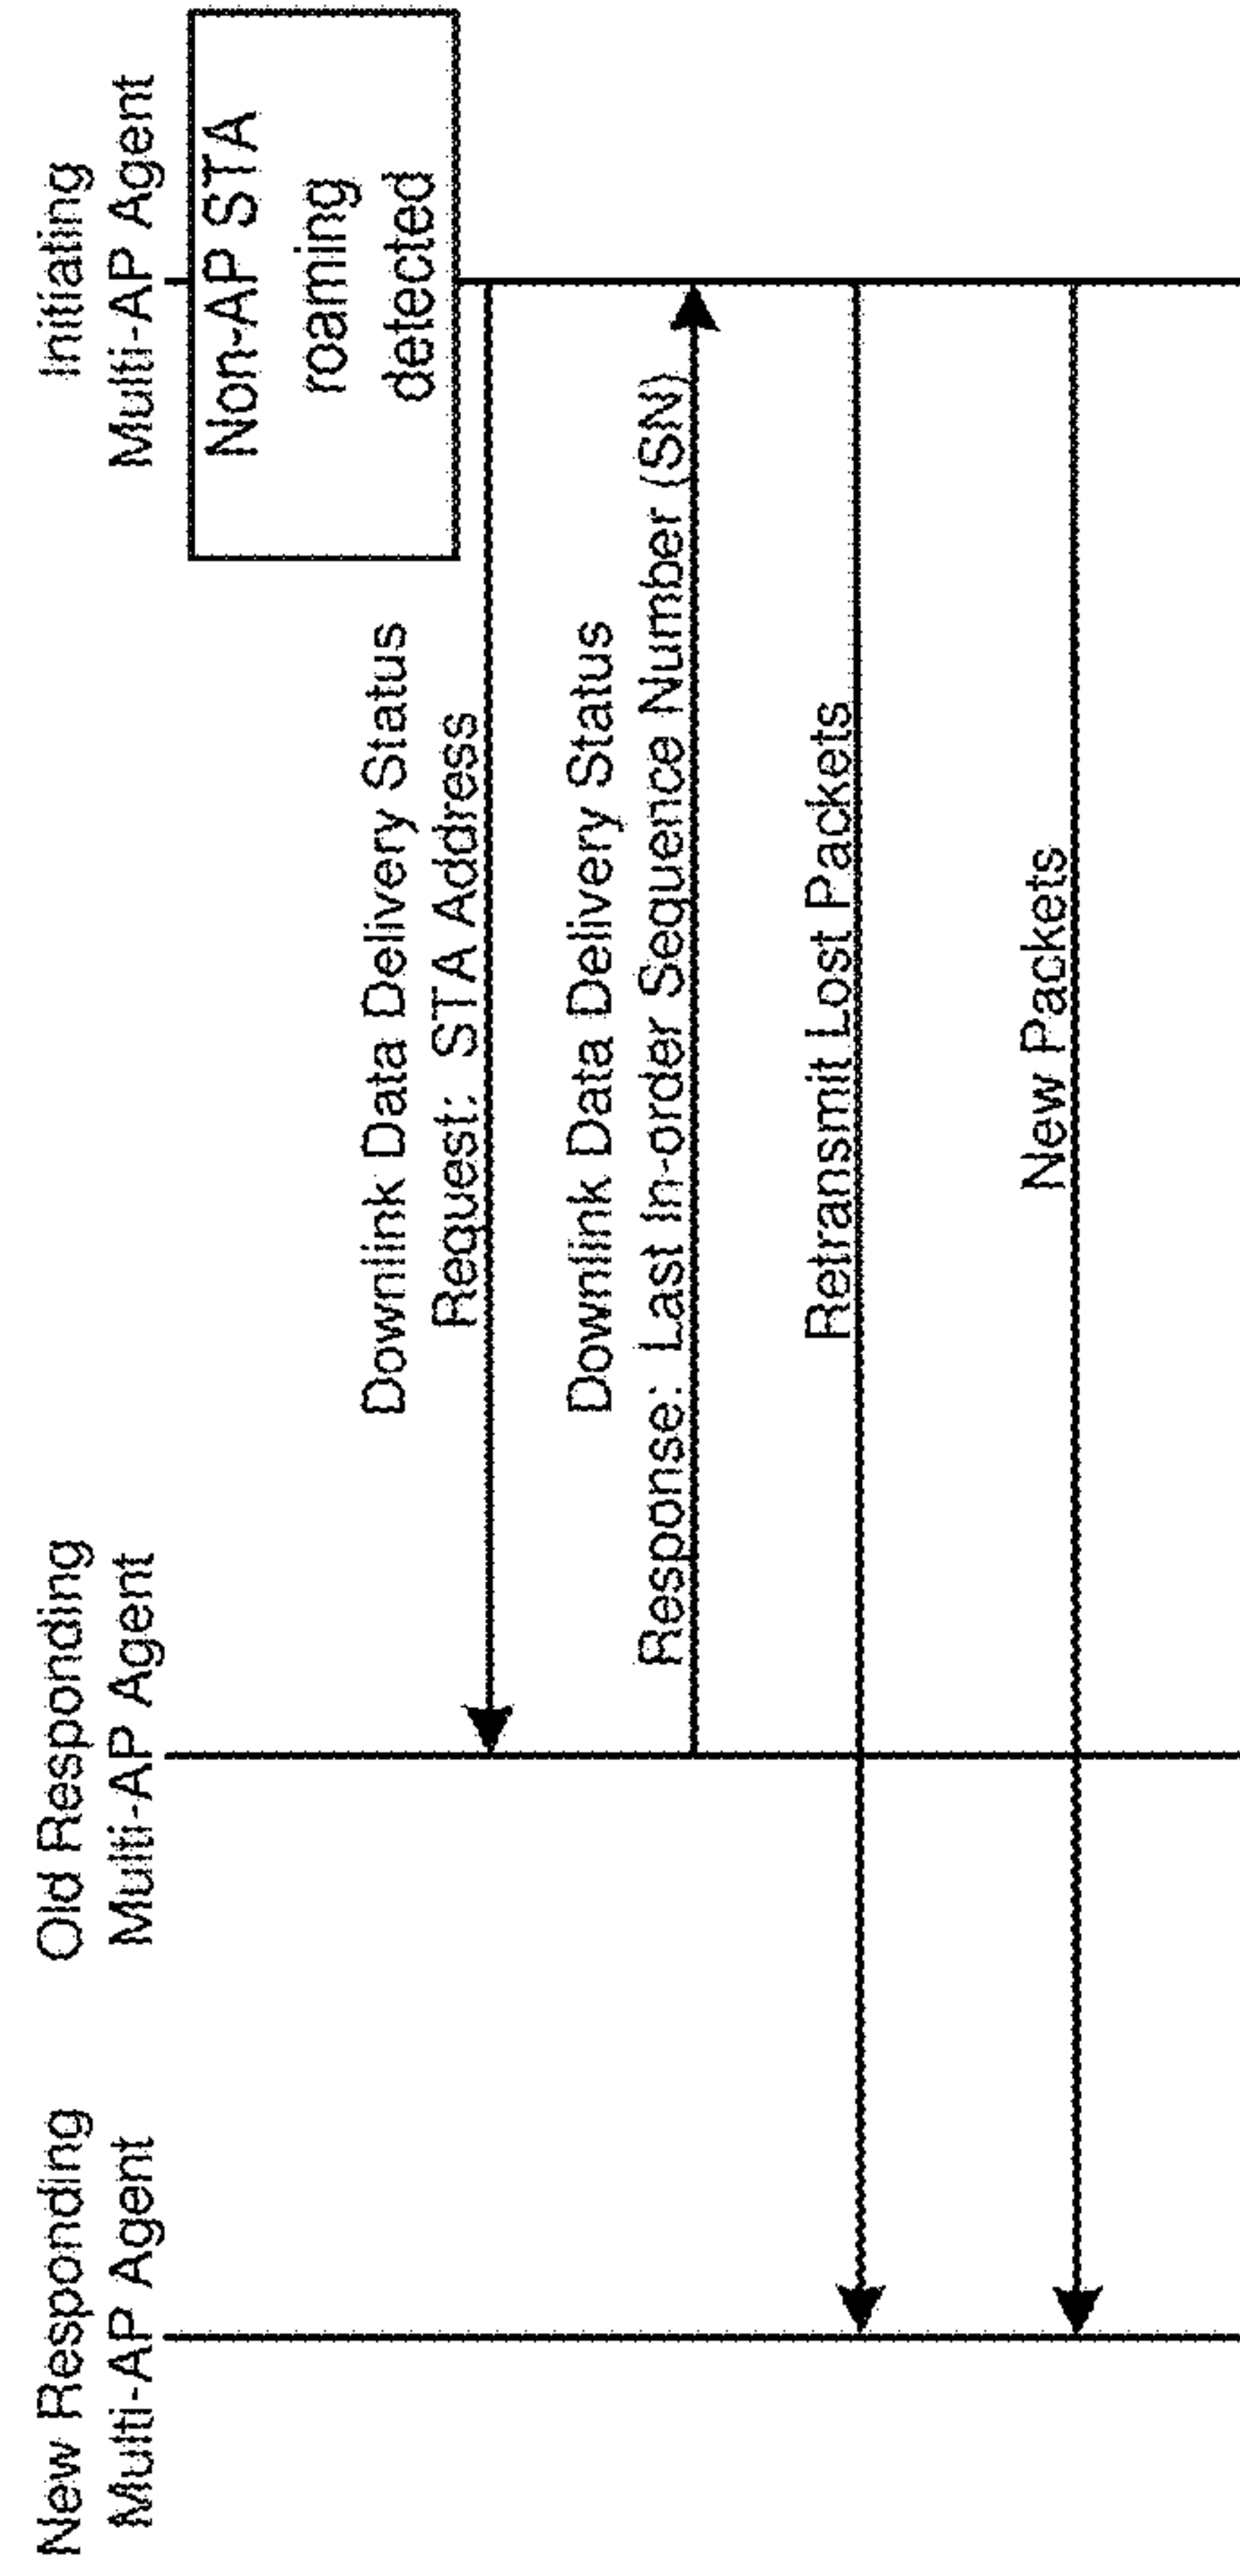 New Responding
Multi-AP Agent
Old Responding
Multi-AP Agent
Initiating
Multi-AP Agent
Non-AP STA
roaming
detected
Downlink Data Delivery Status
Request: STA Address
Downlink Data Delivery Status
Response: Last In-order Sequence Number (SN)
Retransmit Lost Packets
New Packets